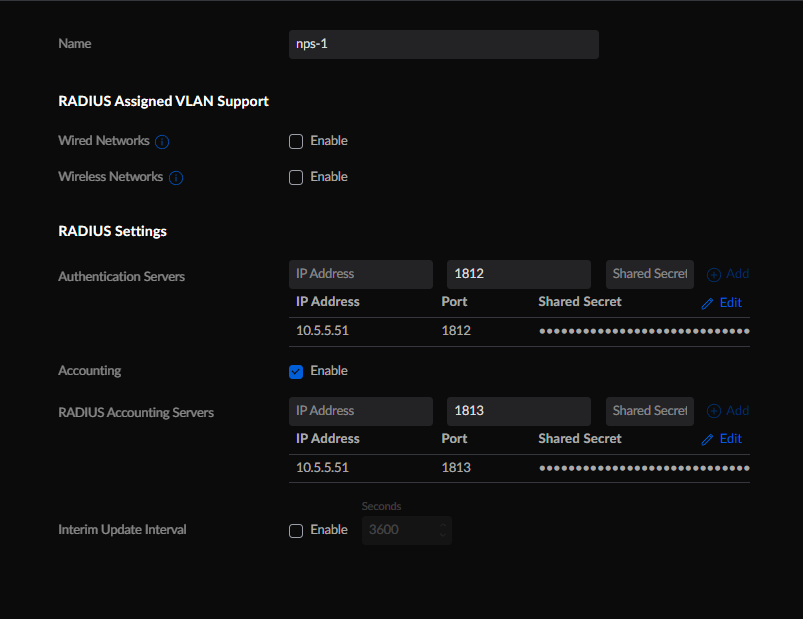 Name nps-1
RADIUS Assigned VLAN Support
Wired Networks Enable
Wireless Networks Enable
RADIUS Settings
Authentication Servers IP Address 1812 Shared Secret Add
IP Address Port Shared Secret Edit
10.5.5.51 1812 ●●●●●●●●●●●●●●●●●●●●●●●●●●
Accounting Enable
RADIUS Accounting Servers IP Address 1813 Shared Secret Add
IP Address Port Shared Secret Edit
10.5.5.51 1813 ●●●●●●●●●●●●●●●●●●●●●●●●●●
Seconds
Interim Update Interval Enable 3600